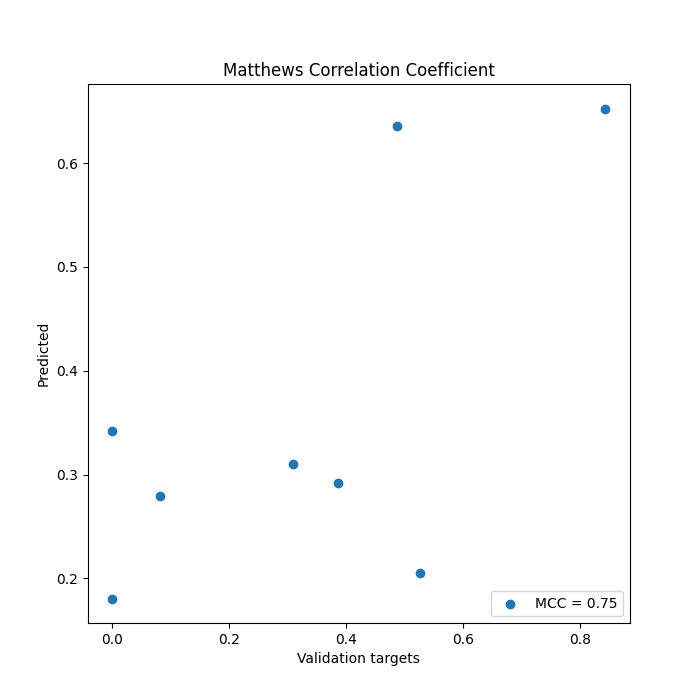 Matthews Correlation Coefficient
Predicted
0.6
0.5
0.4
0.3
0.2
MCC = 0.75
0.0 0.2 0.4 0.6 0.8
Validation targets